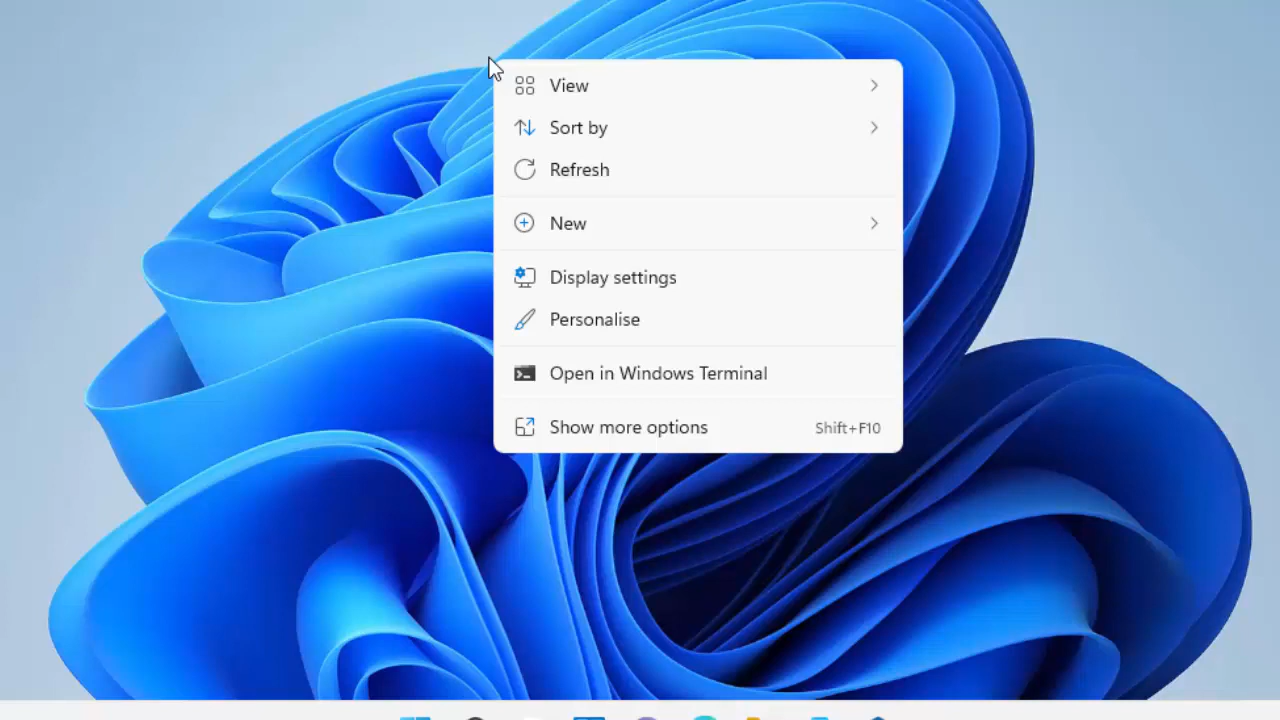 View
Sort by
Refresh
New
Display settings
Personalise
Open in Windows Terminal
Show more options Shift+F10